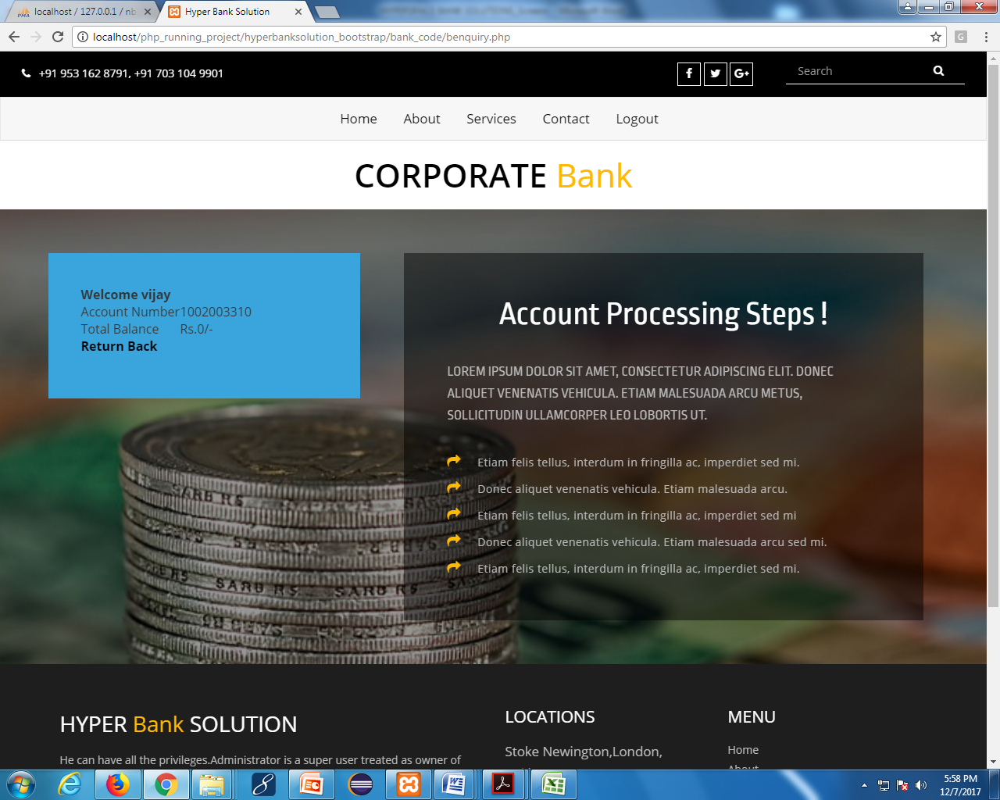 localhost / 127.0.0.1 / nb
Hyper Bank Solution
localhost/php_running_project/hyperbanksolution_bootstrap/bank_code/benquiry.php
G
+91 953 162 8791, +91 703 104 9901
Search
Home About Services Contact Logout
CORPORATE Bank
Welcome vijay
Account Number1002003310
Total Balance Rs.0/-
Return Back
Account Processing Steps !
LOREM IPSUM DOLOR SIT AMET, CONSECTETUR ADIPISCING ELIT. DONEC
ALIQUET VENENATIS VEHICULA. ETIAM MALESUADA ARCU METUS,
SOLLICITUDIN ULLAMCORPER LEO LOBORTIS UT.
Etiam felis tellus, interdum in fringilla ac, imperdiet sed mi.
Donec aliquet venenatis vehicula. Etiam malesuada arcu.
Etiam felis tellus, interdum in fringilla ac, imperdiet sed mi
Donec aliquet venenatis vehicula. Etiam malesuada arcu sed mi.
Etiam felis tellus, interdum in fringilla ac, imperdiet sed mi.
HYPER Bank SOLUTION
He can have all the privileges.Administrator is a super user treated as owner of
LOCATIONS
Stoke Newington,London,
MENU
Home
About
5:58 PM
12/7/2017